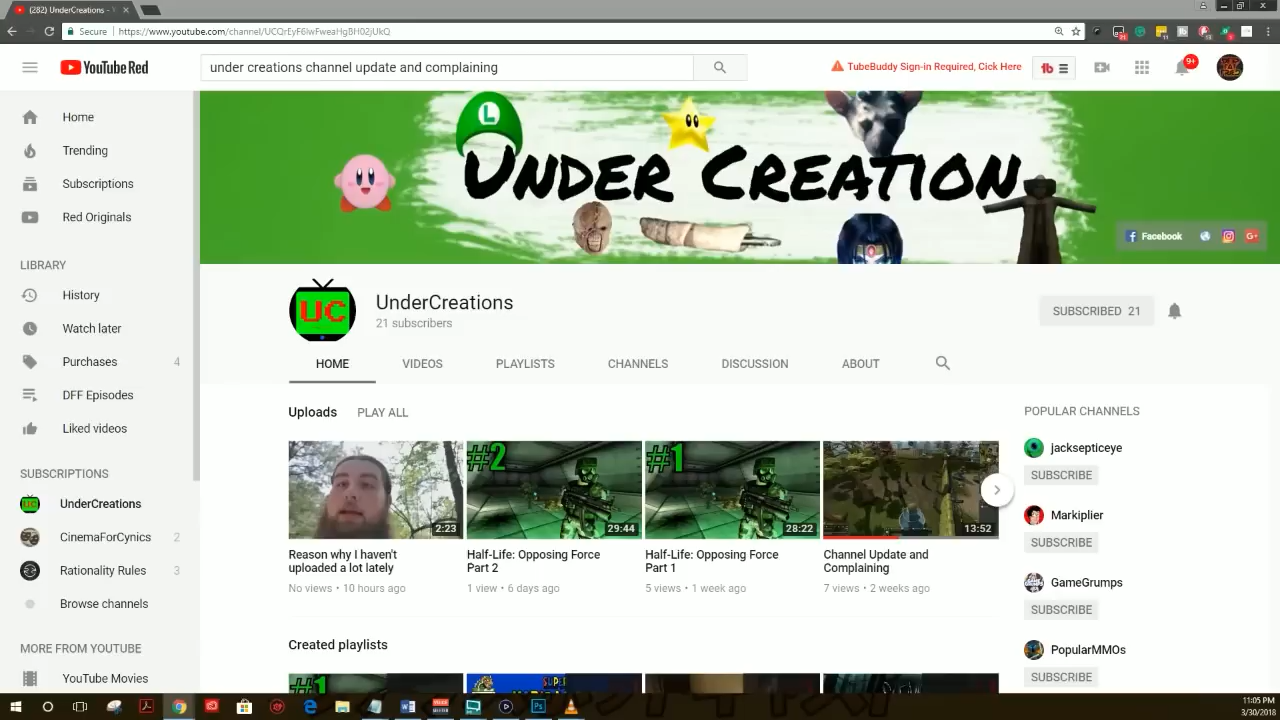 (282) UnderCreations - Y
Secure
https://www.youtube.com/channel/UCQrEyF6lwFweaHgBH02jUkQ
YouTube Red
under creations channel update and complaining
TubeBuddy Sign-in Required, Cick Here
9+
L
UNDER CREATION
Facebook
Home
Trending
Subscriptions
Red Originals
LIBRARY
History
Watch later
Purchases 4
DFF Episodes
Liked videos
SUBSCRIPTIONS
UnderCreations
CinemaForCynics 2
Rationality Rules 3
Browse channels
MORE FROM YOUTUBE
YouTube Movies
UC
UnderCreations
21 subscribers
SUBSCRIBED 21
HOME VIDEOS PLAYLISTS CHANNELS DISCUSSION ABOUT
Uploads PLAY ALL
2:23
#2
29:44
#1
28:22
13:52
Reason why I haven't
uploaded a lot lately
No views • 10 hours ago
Half-Life: Opposing Force
Part 2
1 view • 6 days ago
Half-Life: Opposing Force
Part 1
5 views • 1 week ago
Channel Update and
Complaining
7 views • 2 weeks ago
Created playlists
#1
SUPER
POPULAR CHANNELS
jacksepticeye
SUBSCRIBE
Markiplier
SUBSCRIBE
GameGrumps
SUBSCRIBE
PopularMMOs
SUBSCRIBE
11:05 PM
3/30/2018